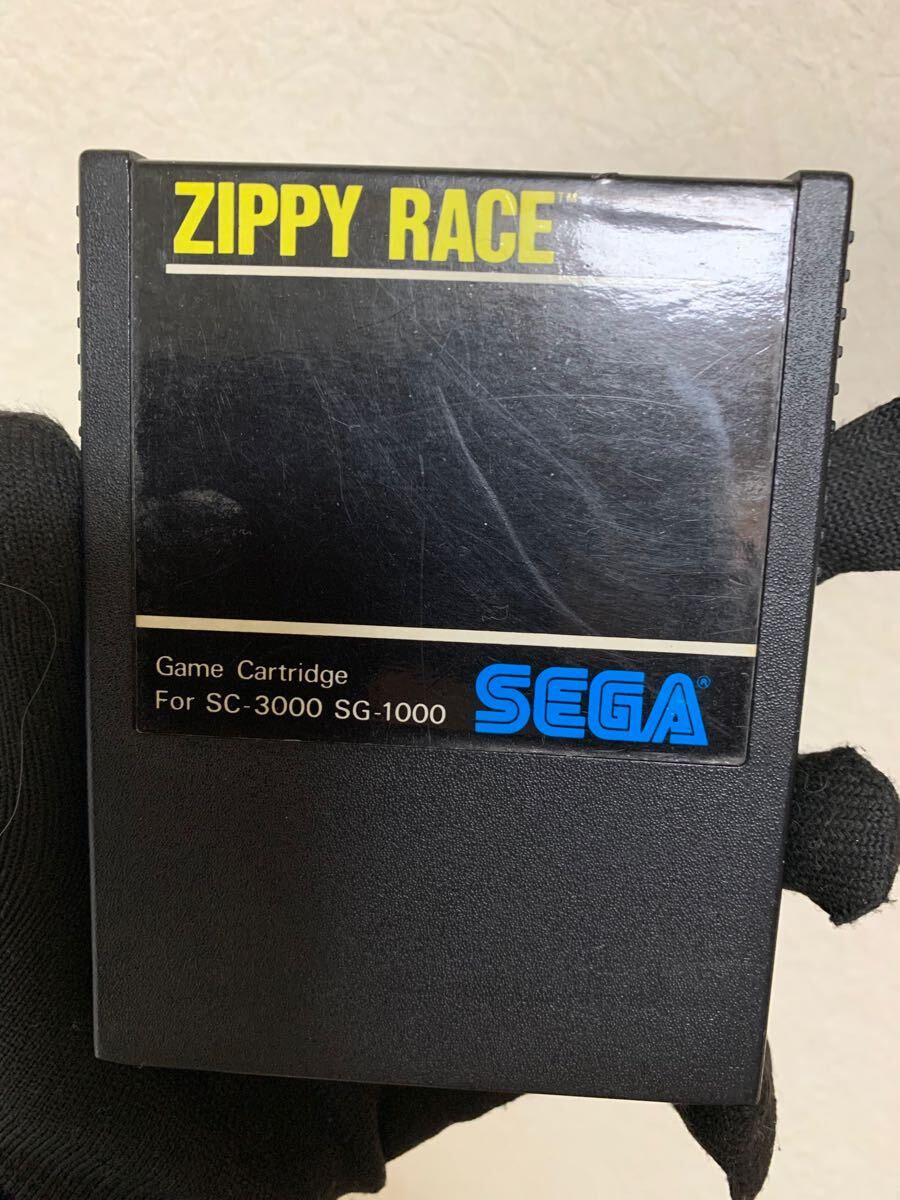 ZIPPY RACE™
Game Cartridge
For SC-3000 SG-1000
SEGA®